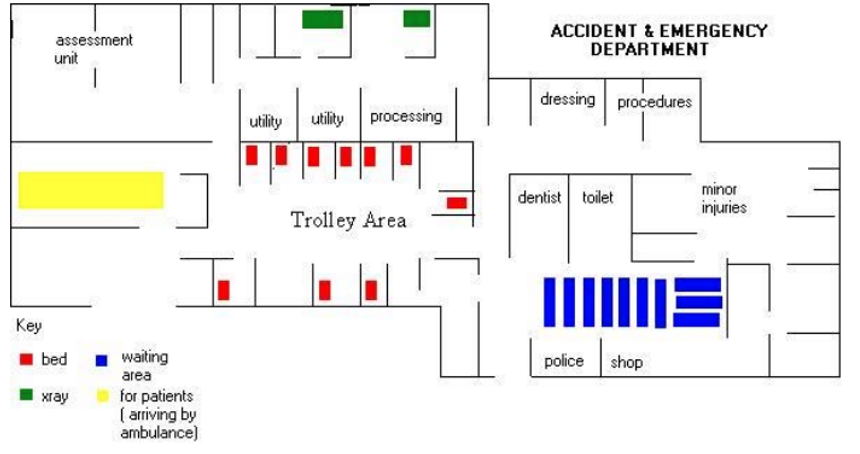 ACCIDENT & EMERGENCY
DEPARTMENT
assessment
unit
dressing
procedures
utility
utility
processing
dentist
toilet
minor
injuries
Trolley Area
police
shop
Key
bed
waiting
area
xray
for patients
( arriving by
ambulance)